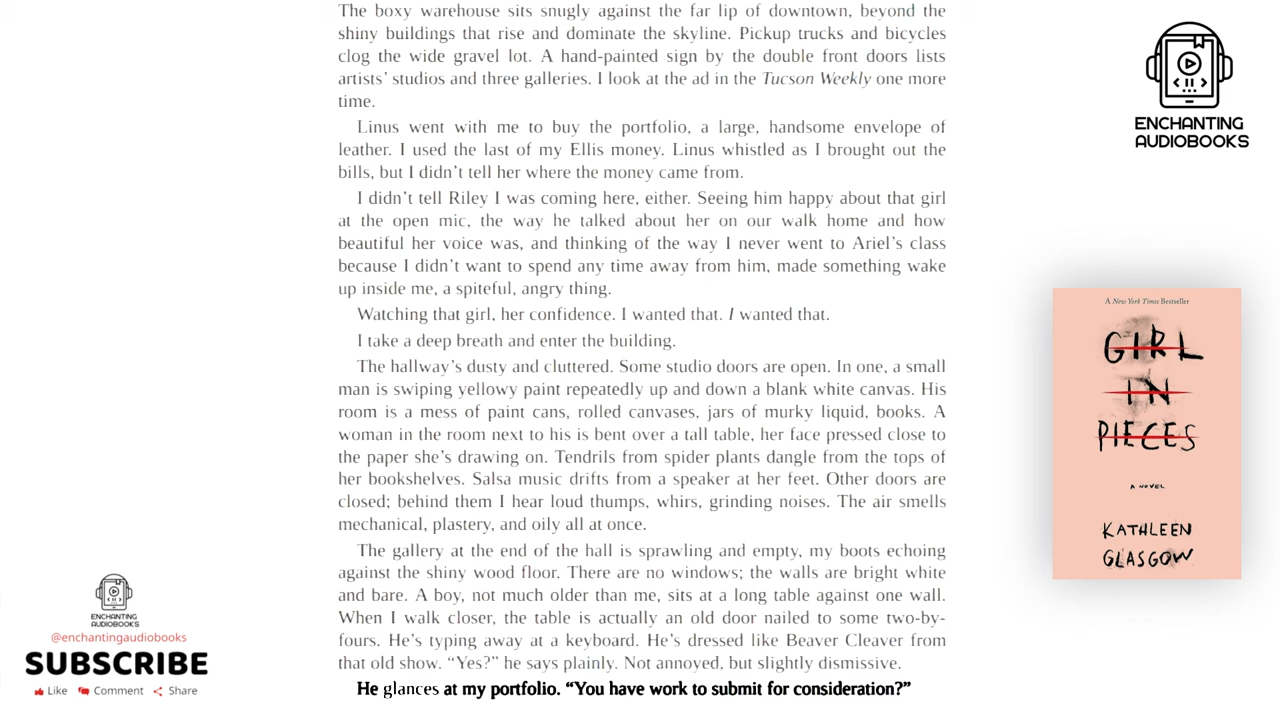 The boxy warehouse sits snugly against the far lip of downtown, beyond the
shiny buildings that rise and dominate the skyline. Pickup trucks and bicycles
clog the wide gravel lot. A hand-painted sign by the double front doors lists
artists’ studios and three galleries. I look at the ad in the Tucson Weekly one more
time.
Linus went with me to buy the portfolio, a large, handsome envelope of
leather. I used the last of my Ellis money. Linus whistled as I brought out the
bills, but I didn’t tell her where the money came from.
I didn’t tell Riley I was coming here, either. Seeing him happy about that girl
at the open mic, the way he talked about her on our walk home and how
beautiful her voice was, and thinking of the way I never went to Ariel’s class
because I didn’t want to spend any time away from him, made something wake
up inside me, a spiteful, angry thing.
Watching that girl, her confidence. I wanted that. I wanted that.
I take a deep breath and enter the building.
The hallway’s dusty and cluttered. Some studio doors are open. In one, a small
man is swiping yellowy paint repeatedly up and down a blank white canvas. His
room is a mess of paint cans, rolled canvases, jars of murky liquid, books. A
woman in the room next to his is bent over a tall table, her face pressed close to
the paper she’s drawing on. Tendrils from spider plants dangle from the tops of
her bookshelves. Salsa music drifts from a speaker at her feet. Other doors are
closed; behind them I hear loud thumps, whirs, grinding noises. The air smells
mechanical, plastery, and oily all at once.
The gallery at the end of the hall is sprawling and empty, my boots echoing
against the shiny wood floor. There are no windows; the walls are bright white
and bare. A boy, not much older than me, sits at a long table against one wall.
When I walk closer, the table is actually an old door nailed to some two-by-
fours. He’s typing away at a keyboard. He’s dressed like Beaver Cleaver from
that old show. “Yes?” he says plainly. Not annoyed, but slightly dismissive.
He glances at my portfolio. “You have work to submit for consideration?”
ENCHANTING
AUDIOBOOKS
A New York Times Bestseller
GIRL
IN
PIECES
A NOVEL
KATHLEEN
GLASGOW
ENCHANTING
AUDIOBOOKS
@enchantingaudiobooks
SUBSCRIBE
Like Comment Share